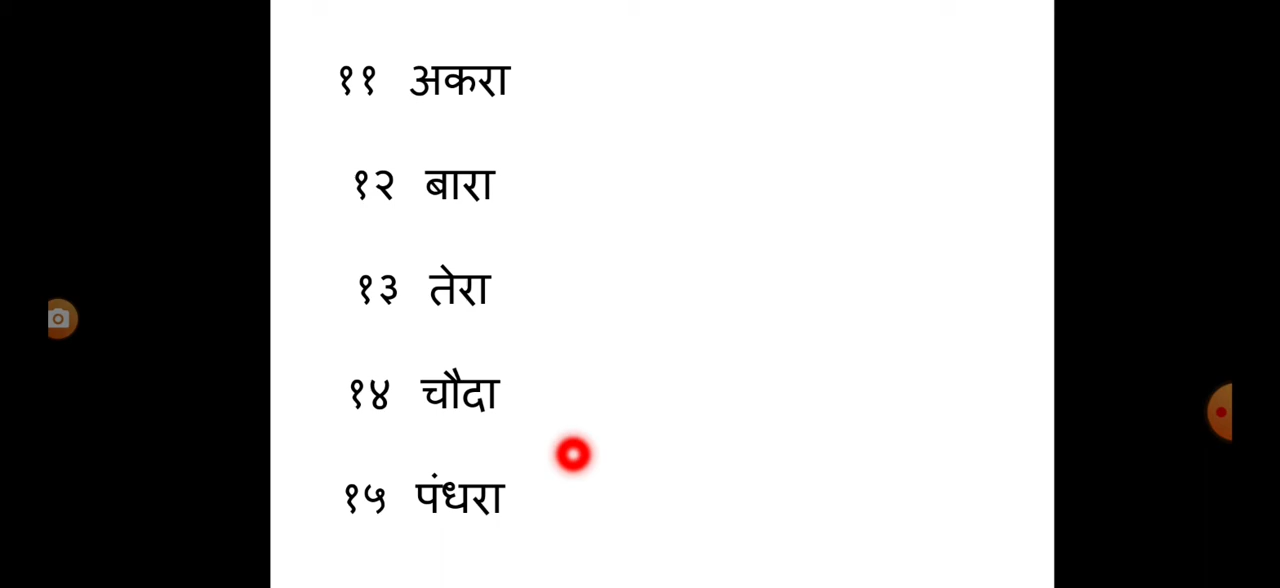 ११ अकरा
१२ बारा
१३ तेरा
१४ चौदा
१५ पंधरा